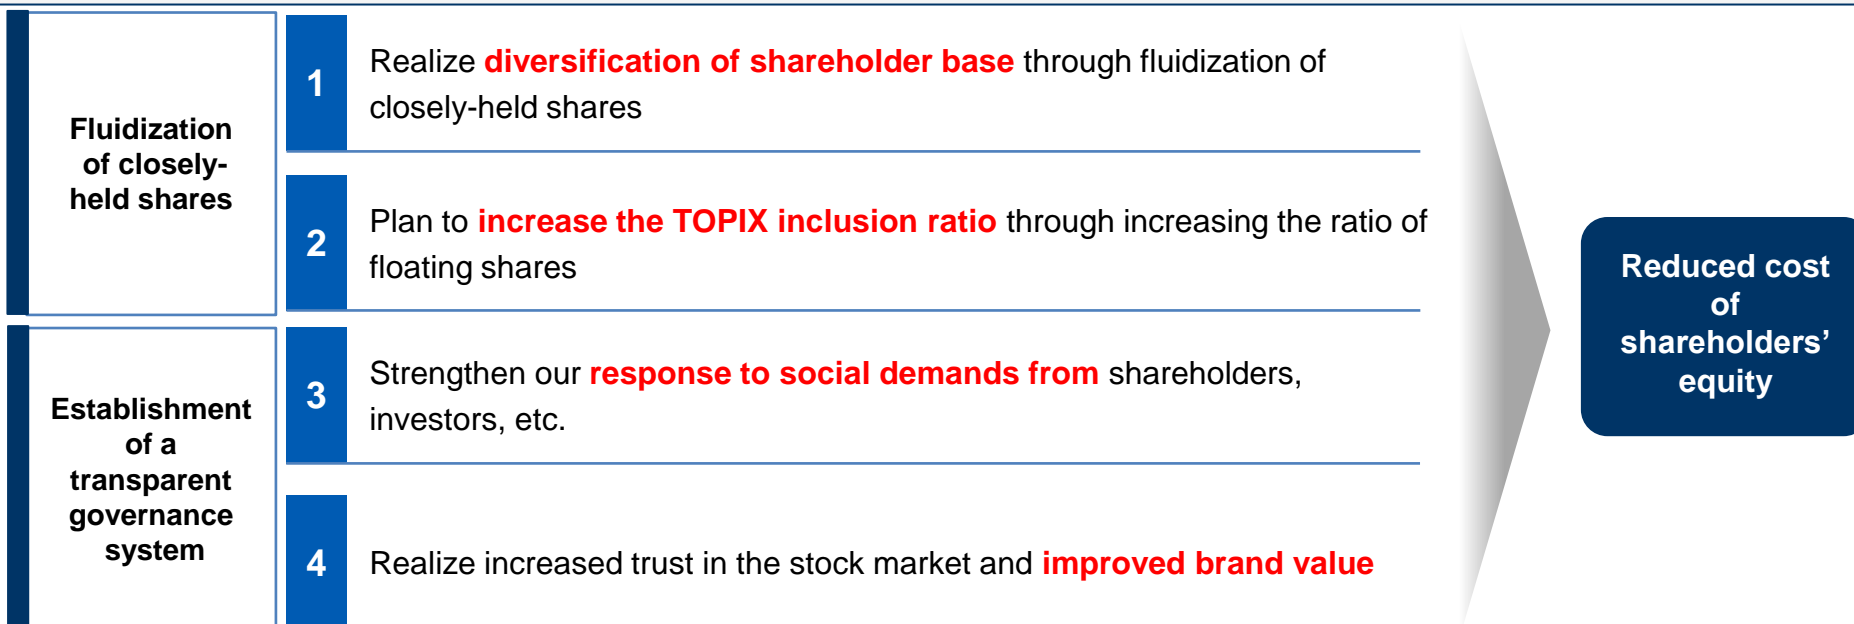 Fluidization
of closely-
held shares
1
Realize diversification of shareholder base through fluidization of
closely-held shares
2
Plan to increase the TOPIX inclusion ratio through increasing the ratio of
floating shares
Establishment
of a
transparent
governance
system
3
Strengthen our response to social demands from shareholders,
investors, etc.
4
Realize increased trust in the stock market and improved brand value
Reduced cost
of
shareholders’
equity